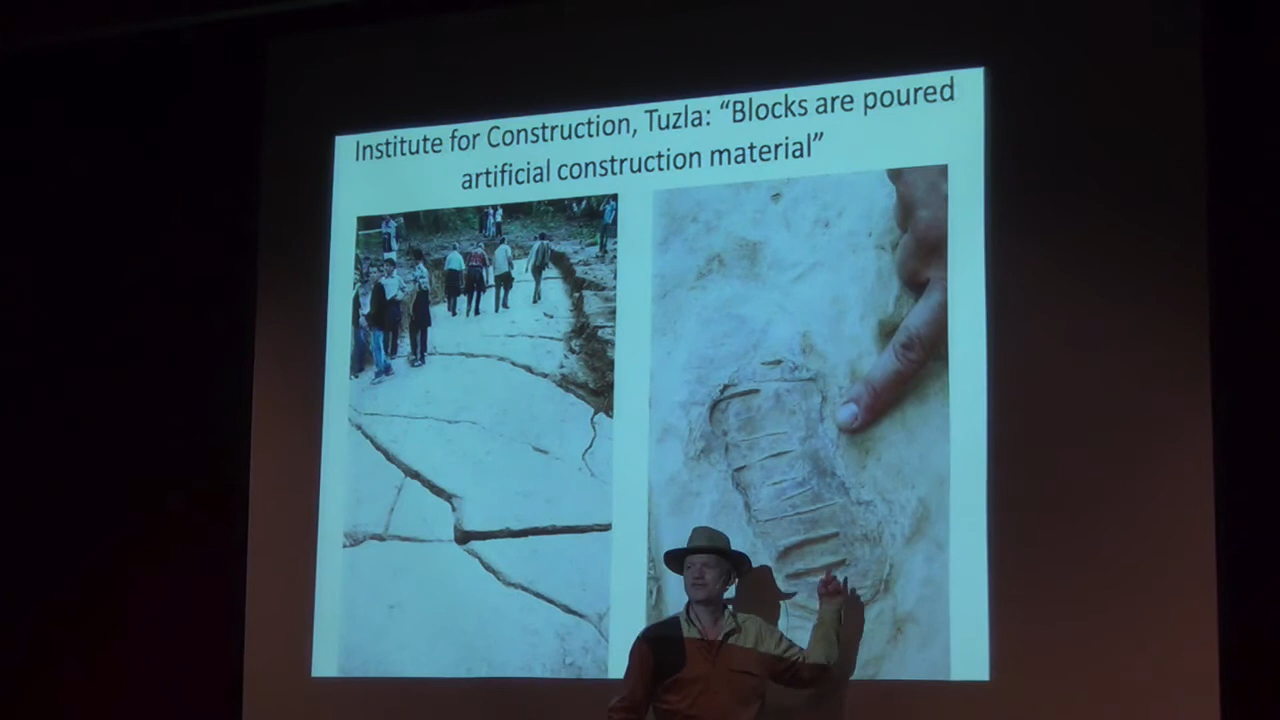 Institute for Construction, Tuzla: “Blocks are poured
artificial construction material”